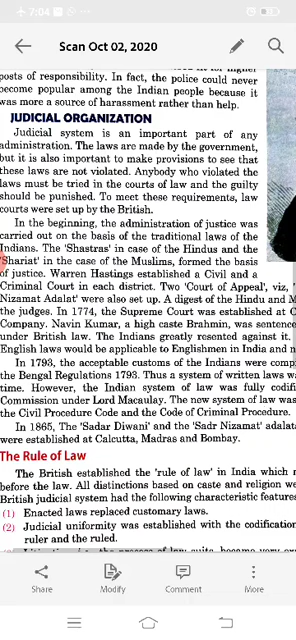 7:04
Scan Oct 02, 2020
posts of responsibility. In fact, the police could never
become popular among the Indian people because it
was more a source of harassment rather than help.
JUDICIAL ORGANIZATION
Judicial system is an important part of any
administration. The laws are made by the government,
but it is also important to make provisions to see that
these laws are not violated. Anybody who violated the
laws must be tried in the courts of law and the guilty
should be punished. To meet these requirements, law
courts were set up by the British.
In the beginning, the administration of justice was
carried out on the basis of the traditional laws of the
Indians. The 'Shastras' in case of the Hindus and the
'Shariat' in case of the Muslims, formed the basis
of justice. Warren Hastings established a Civil and a
Criminal Court in each district. Two 'Court of Appeal', viz, '
Nizamat Adalat' were also set up. A digest of the Hindu and M
the judges. In 1774, the Supreme Court was established at C
Company. Navin Kumar, a high caste Brahmin, was sentence
under British law. The Indians greatly resented against it.
English laws would be applicable to Englishmen in India and n
In 1793, the acceptable customs of the Indians were comp
the Bengal Regulations 1793. Thus a system of written laws wa
time. However, the Indian system of law was fully codifi
Commission under Lord Macaulay. The new system of law was
the Civil Procedure Code and the Code of Criminal Procedure.
In 1865, The 'Sadar Diwani' and the 'Sadr Nizamat' adalata
were established at Calcutta, Madras and Bombay.
The Rule of Law
The British established the 'rule of law' in India which r
before the law. All distinctions based on caste and religion we
British judicial system had the following characteristic features
(1) Enacted laws replaced customary laws.
(2) Judicial uniformity was established with the codification
ruler and the ruled.
Share
Modify
Comment
More